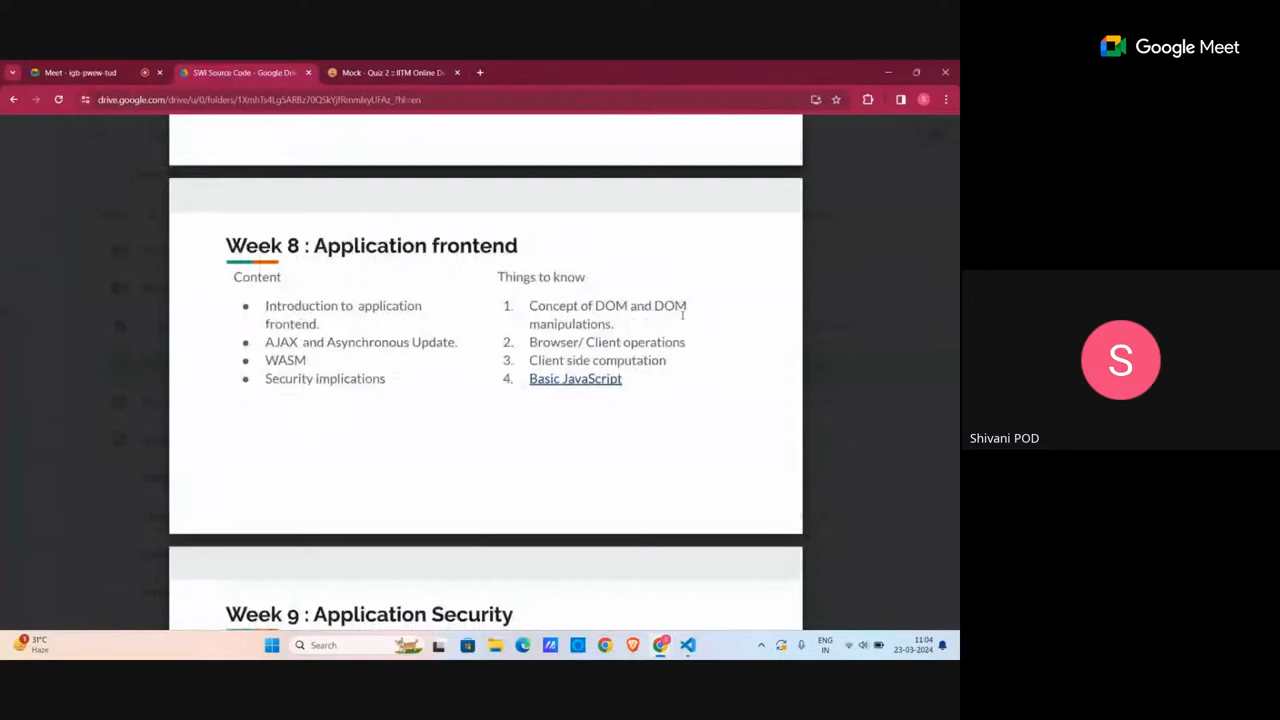 Google Meet
Meet - igb-pwew-tud
SWI Source Code - Google Dri
Mock - Quiz 2 :: IITM Online De
Week 8 : Application frontend
Content
Things to know
Introduction to application
frontend.
AJAX and Asynchronous Update.
WASM
Security implications
1. Concept of DOM and DOM
manipulations.
2. Browser/ Client operations
3. Client side computation
4. Basic JavaScript
Shivani POD
S
Week 9 : Application Security
31°C
Haze
Search
ENG
IN
11:04
23-03-2024